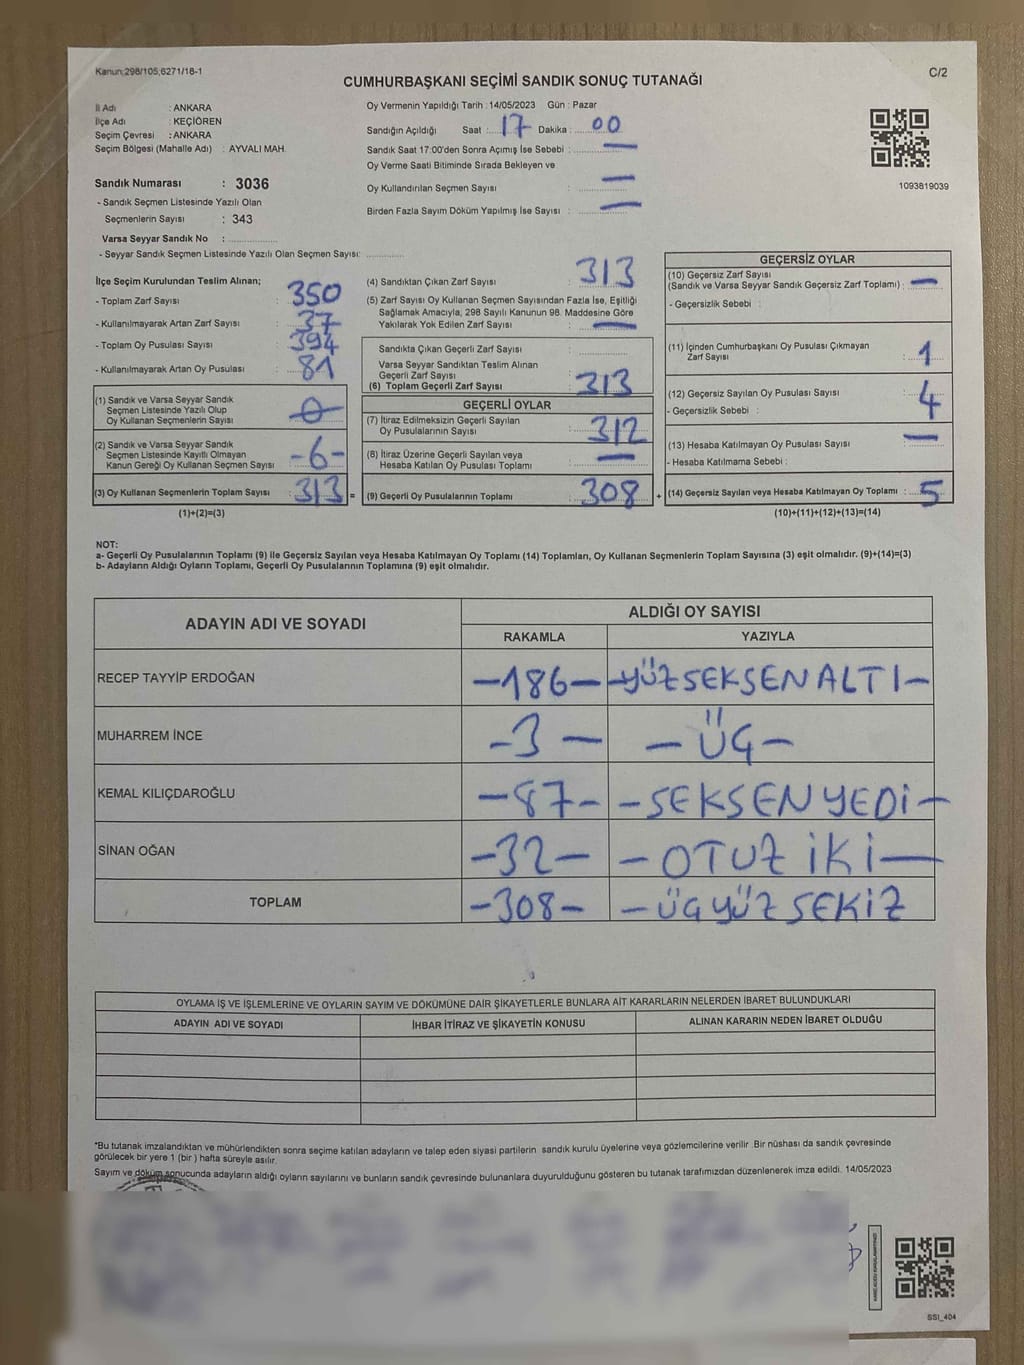 Kanun:298/105,6271/18-1
C/2
CUMHURBAŞKANI SEÇİMİ SANDIK SONUÇ TUTANAĞI
İl Adı : ANKARA
İlçe Adı : KEÇİÖREN
Seçim Çevresi : ANKARA
Seçim Bölgesi (Mahalle Adı) : AYVALI MAH.
Sandık Numarası : 3036
- Sandık Seçmen Listesinde Yazılı Olan
Seçmenlerin Sayısı : 343
Varsa Seyyar Sandık No :
- Seyyar Sandık Seçmen Listesinde Yazılı Olan Seçmen Sayısı:
Oy Vermenin Yapıldığı Tarih : 14/05/2023 Gün : Pazar
Sandığın Açıldığı Saat : 17 Dakika : 00
Sandık Saat 17:00'den Sonra Açımış İse Sebebi : —
Oy Verme Saati Bitiminde Sırada Bekleyen ve
Oy Kullandırılan Seçmen Sayısı : —
Birden Fazla Sayım Döküm Yapılmış İse Sayısı : —
1093819039
İlçe Seçim Kurulundan Teslim Alınan;
- Toplam Zarf Sayısı : 350
- Kullanılmayarak Artan Zarf Sayısı : 37
- Toplam Oy Pusulası Sayısı : 394
- Kullanılmayarak Artan Oy Pusulası : 81
(1) Sandık ve Varsa Seyyar Sandık
Seçmen Listesinde Yazılı Olup
Oy Kullanan Seçmenlerin Sayısı :
(2) Sandık ve Varsa Seyyar Sandık
Seçmen Listesinde Kayıtlı Olmayan
Kanun Gereği Oy Kullanan Seçmen Sayısı : -6-
(3) Oy Kullanan Seçmenlerin Toplam Sayısı : 313 =
(1)+(2)=(3)
(4) Sandıktan Çıkan Zarf Sayısı : 313
(5) Zarf Sayısı Oy Kullanan Seçmen Sayısından Fazla İse, Eşitliği
Sağlamak Amacıyla, 298 Sayılı Kanunun 98. Maddesine Göre
Yakılarak Yok Edilen Zarf Sayısı : —
Sandıkta Çıkan Geçerli Zarf Sayısı :
Varsa Seyyar Sandıktan Teslim Alınan
Geçerli Zarf Sayısı :
(6) Toplam Geçerli Zarf Sayısı : 313
GEÇERLİ OYLAR
(7) İtiraz Edilmeksizin Geçerli Sayılan
Oy Pusulalarının Sayısı : 312
(8) İtiraz Üzerine Geçerli Sayılan veya
Hesaba Katılan Oy Pusulası Toplamı : —
(9) Geçerli Oy Pusulalarının Toplamı : 308 +
GEÇERSİZ OYLAR
(10) Geçersiz Zarf Sayısı
(Sandık ve Varsa Seyyar Sandık Geçersiz Zarf Toplamı) : —
- Geçersizlik Sebebi :
(11) İçinden Cumhurbaşkanı Oy Pusulası Çıkmayan
Zarf Sayısı : 1
(12) Geçersiz Sayılan Oy Pusulası Sayısı : 4
- Geçersizlik Sebebi :
(13) Hesaba Katılmayan Oy Pusulası Sayısı : —
- Hesaba Katılmama Sebebi :
(14) Geçersiz Sayılan veya Hesaba Katılmayan Oy Toplamı : 5
(10)+(11)+(12)+(13)=(14)
NOT:
a- Geçerli Oy Pusulalarının Toplamı (9) ile Geçersiz Sayılan veya Hesaba Katılmayan Oy Toplamı (14) Toplamları, Oy Kullanan Seçmenlerin Toplam Sayısına (3) eşit olmalıdır. (9)+(14)=(3)
b- Adayların Aldığı Oyların Toplamı, Geçerli Oy Pusulalarının Toplamına (9) eşit olmalıdır.
ADAYIN ADI VE SOYADI
ALDIĞI OY SAYISI
RAKAMLA YAZIYLA
RECEP TAYYİP ERDOĞAN —186— —YÜZ SEKSEN ALTI—
MUHARREM İNCE -3— —ÜÇ—
KEMAL KILIÇDAROĞLU —87— —SEKSEN YEDİ—
SİNAN OĞAN —32— —OTUZ İKİ—
TOPLAM —308— —ÜÇ YÜZ SEKİZ
OYLAMA İŞ VE İŞLEMLERİNE VE OYLARIN SAYIM VE DÖKÜMÜNE DAİR ŞİKAYETLERLE BUNLARA AİT KARARLARIN NELERDEN İBARET BULUNDUKLARI
ADAYIN ADI VE SOYADI İHBAR İTİRAZ VE ŞİKAYETİN KONUSU ALINAN KARARIN NEDEN İBARET OLDUĞU
*Bu tutanak imzalandıktan ve mühürlendikten sonra seçime katılan adayların ve talep eden siyasi partilerin sandık kurulu üyelerine veya gözlemcilerine verilir .Bir nüshası da sandık çevresinde
görülecek bir yere 1 (bir ) hafta süreyle asılır.
Sayım ve döküm sonucunda adayların aldığı oyların sayılarını ve bunların sandık çevresinde bulunanlara duyurulduğunu gösteren bu tutanak tarafımızdan düzenlenerek imza edildi. 14/05/2023
SSI_404